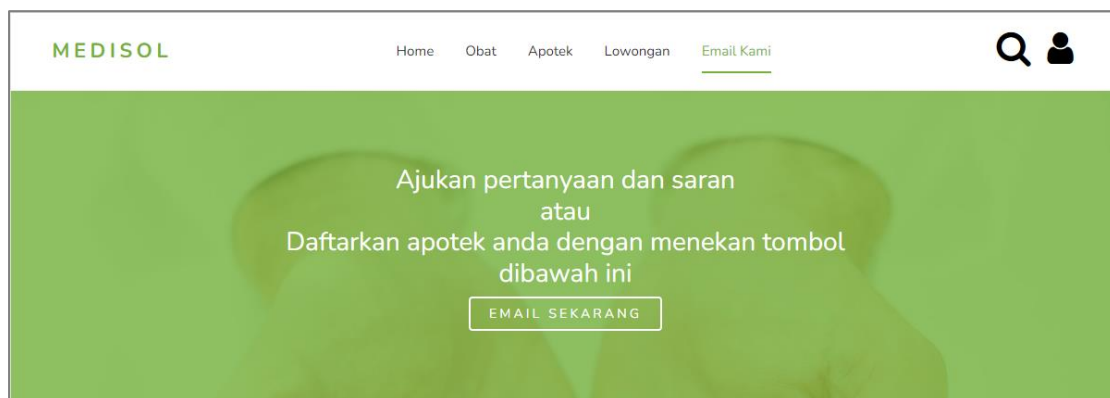 MEDISOL
Home Obat Apotek Lowongan Email Kami
Ajukan pertanyaan dan saran
atau
Daftarkan apotek anda dengan menekan tombol
dibawah ini
EMAIL SEKARANG